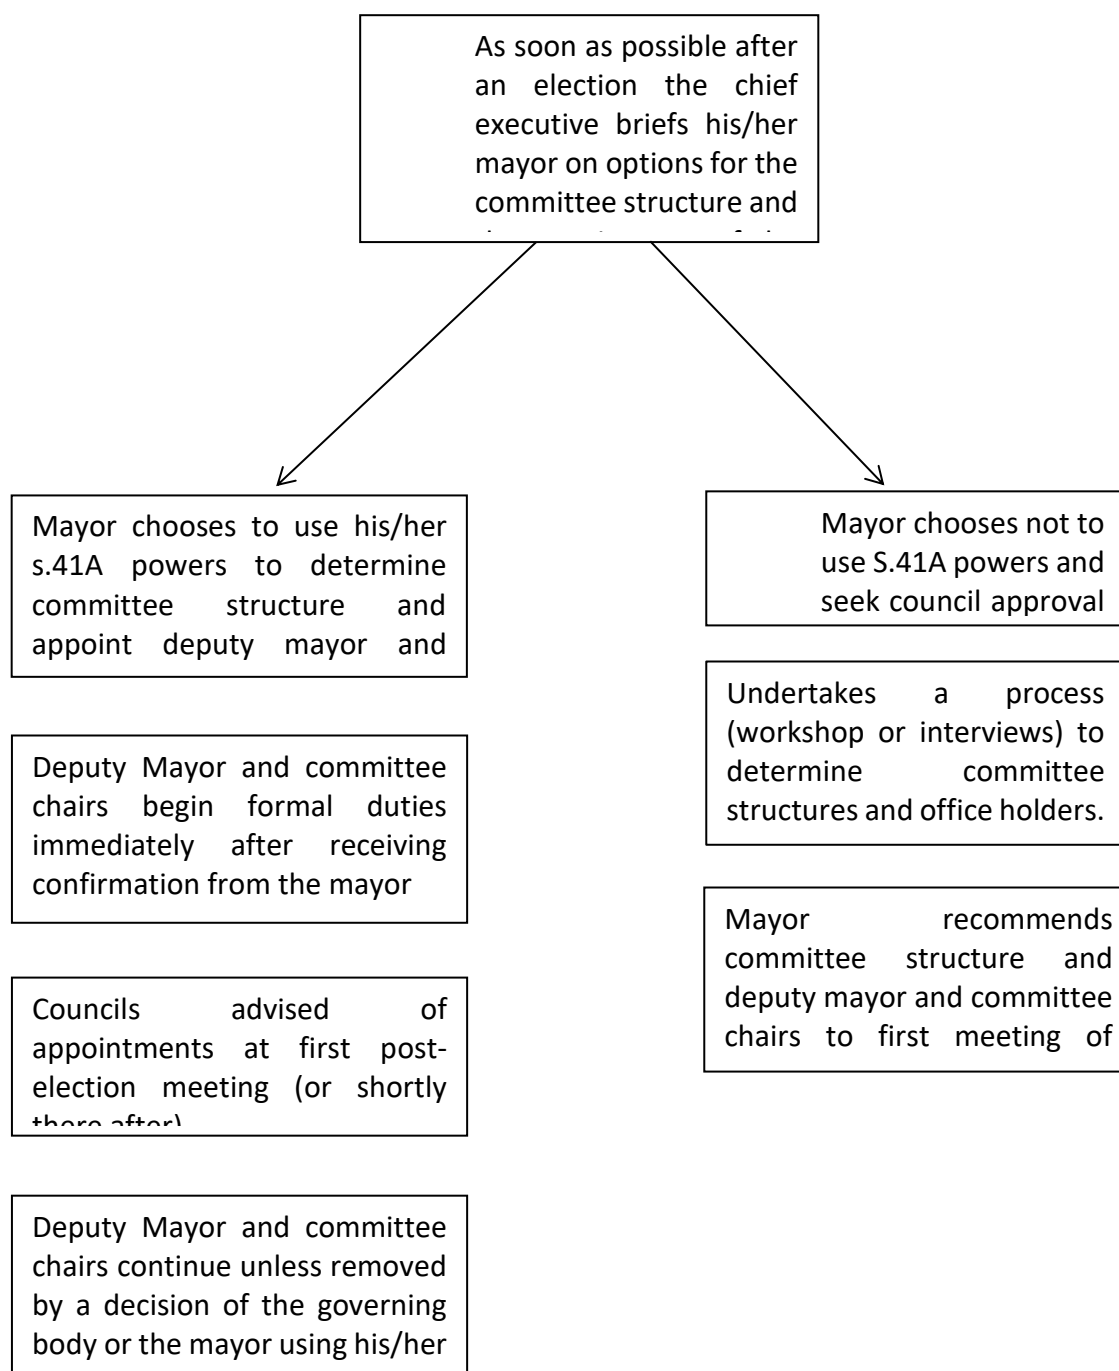 As soon as possible after
an election the chief
executive briefs his/her
mayor on options for the
committee structure and
Mayor chooses to use his/her
s.41A powers to determine
committee structure and
appoint deputy mayor and
Deputy Mayor and committee
chairs begin formal duties
immediately after receiving
confirmation from the mayor
Councils advised of
appointments at first post-
election meeting (or shortly
there after)
Deputy Mayor and committee
chairs continue unless removed
by a decision of the governing
body or the mayor using his/her
Mayor chooses not to
use S.41A powers and
seek council approval
Undertakes a process
(workshop or interviews) to
determine committee
structures and office holders.
Mayor recommends
committee structure and
deputy mayor and committee
chairs to first meeting of